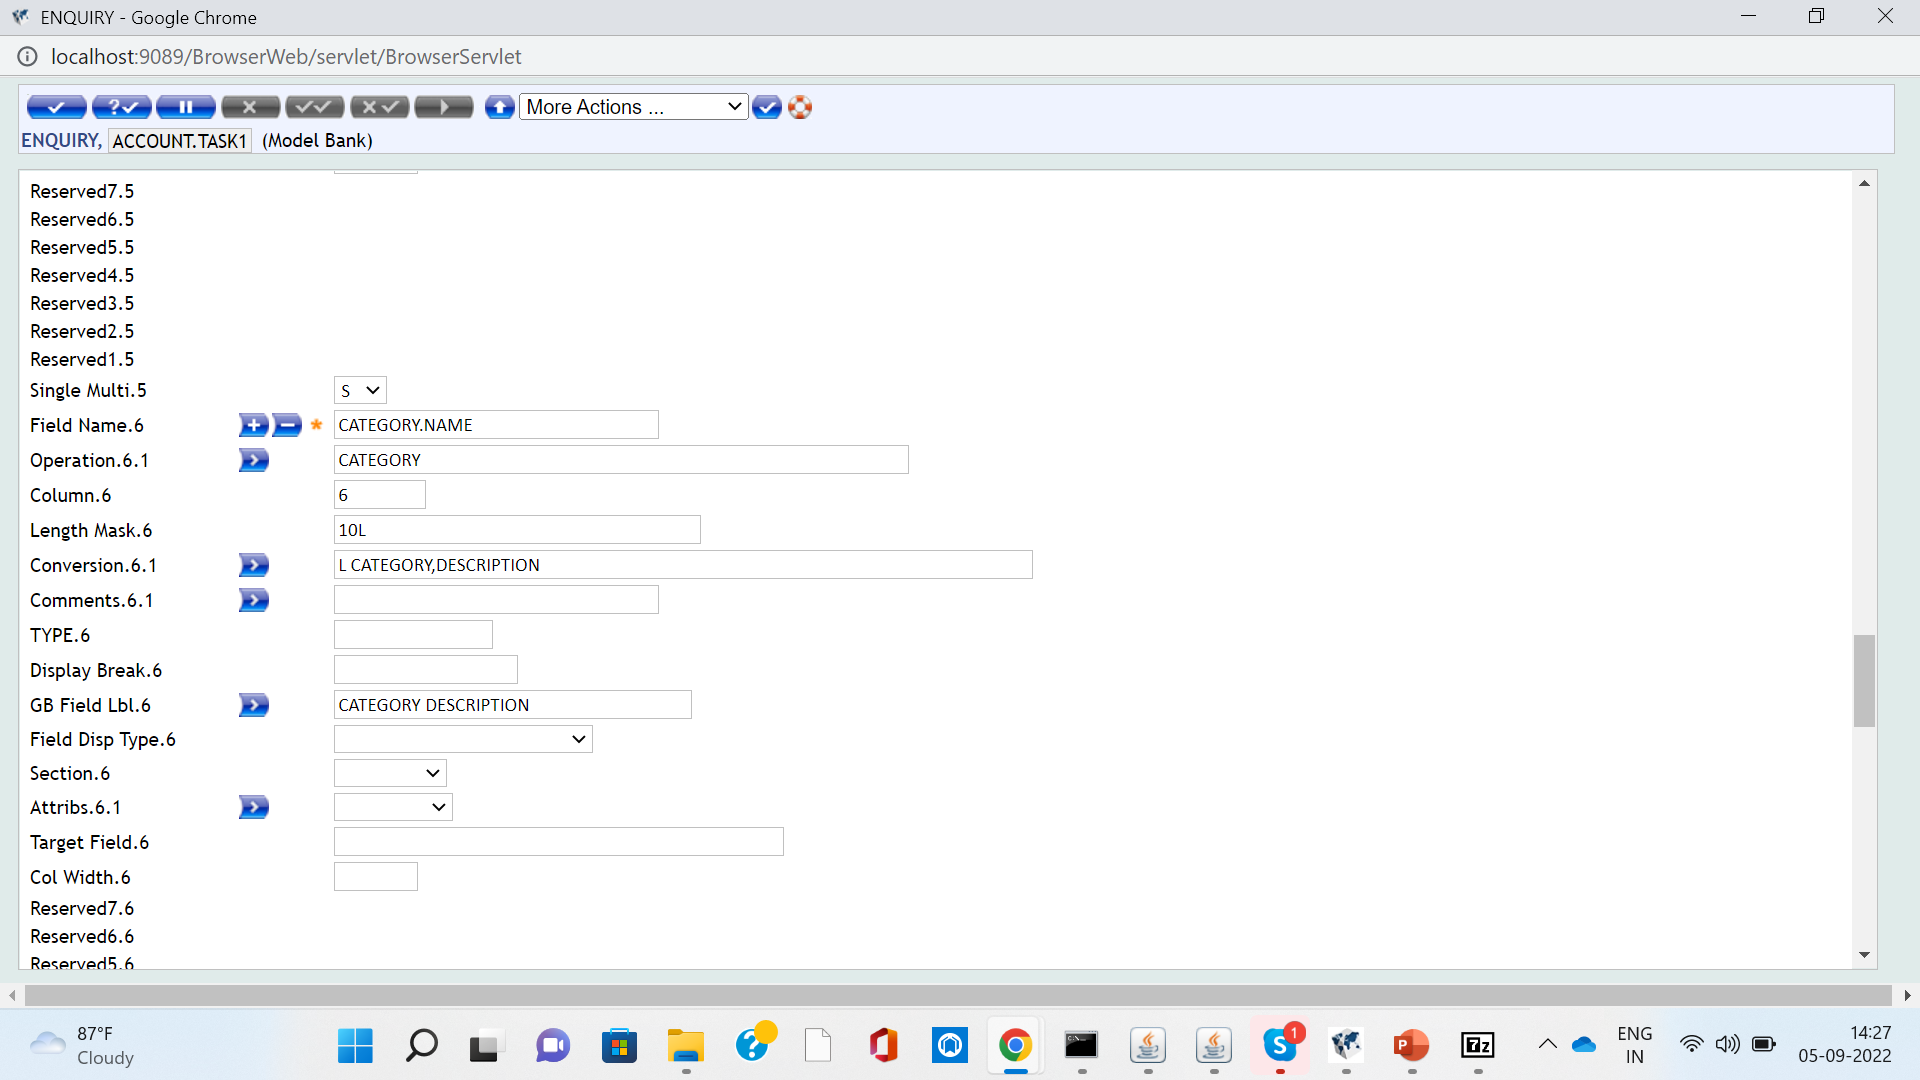 ENQUIRY - Google Chrome
localhost:9089/BrowserWeb/servlet/BrowserServlet
More Actions ...
ENQUIRY, ACCOUNT.TASK1 (Model Bank)
Reserved7.5
Reserved6.5
Reserved5.5
Reserved4.5
Reserved3.5
Reserved2.5
Reserved1.5
Single Multi.5 S
Field Name.6 * CATEGORY.NAME
Operation.6.1 CATEGORY
Column.6 6
Length Mask.6 10L
Conversion.6.1 L CATEGORY,DESCRIPTION
Comments.6.1
TYPE.6
Display Break.6
GB Field Lbl.6 CATEGORY DESCRIPTION
Field Disp Type.6
Section.6
Attribs.6.1
Target Field.6
Col Width.6
Reserved7.6
Reserved6.6
Reserved5.6
87°F
Cloudy
1
ENG
IN
14:27
05-09-2022